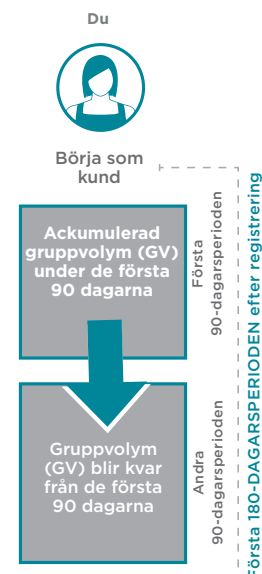 Du
Börja som
kund
Ackumulerad
gruppvolym (GV)
under de första
90 dagarna
Första
90-dagarsperioden
Gruppvolym
(GV) blir kvar
från de första
90 dagarna
Andra
90-dagarsperioden
Första 180-DAGARSPERIODEN efter registrering